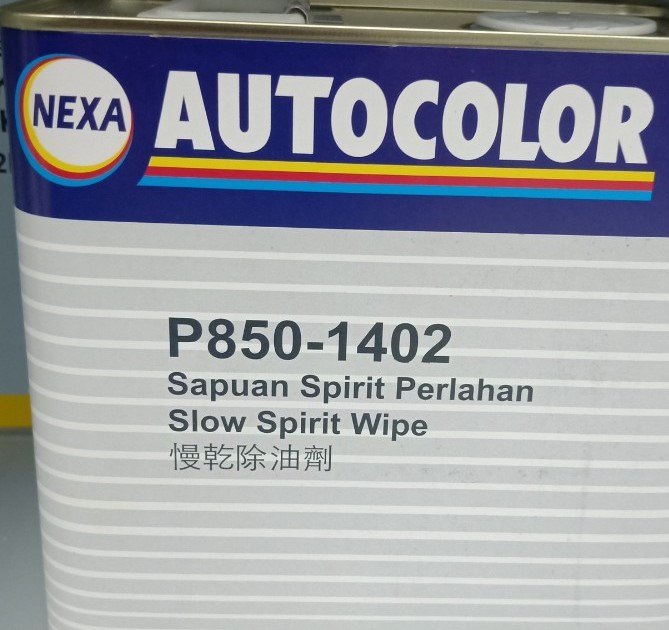 NEXA
AUTOCOLOR
P850-1402
Sapuan Spirit Perlahan
Slow Spirit Wipe
慢乾除油劑